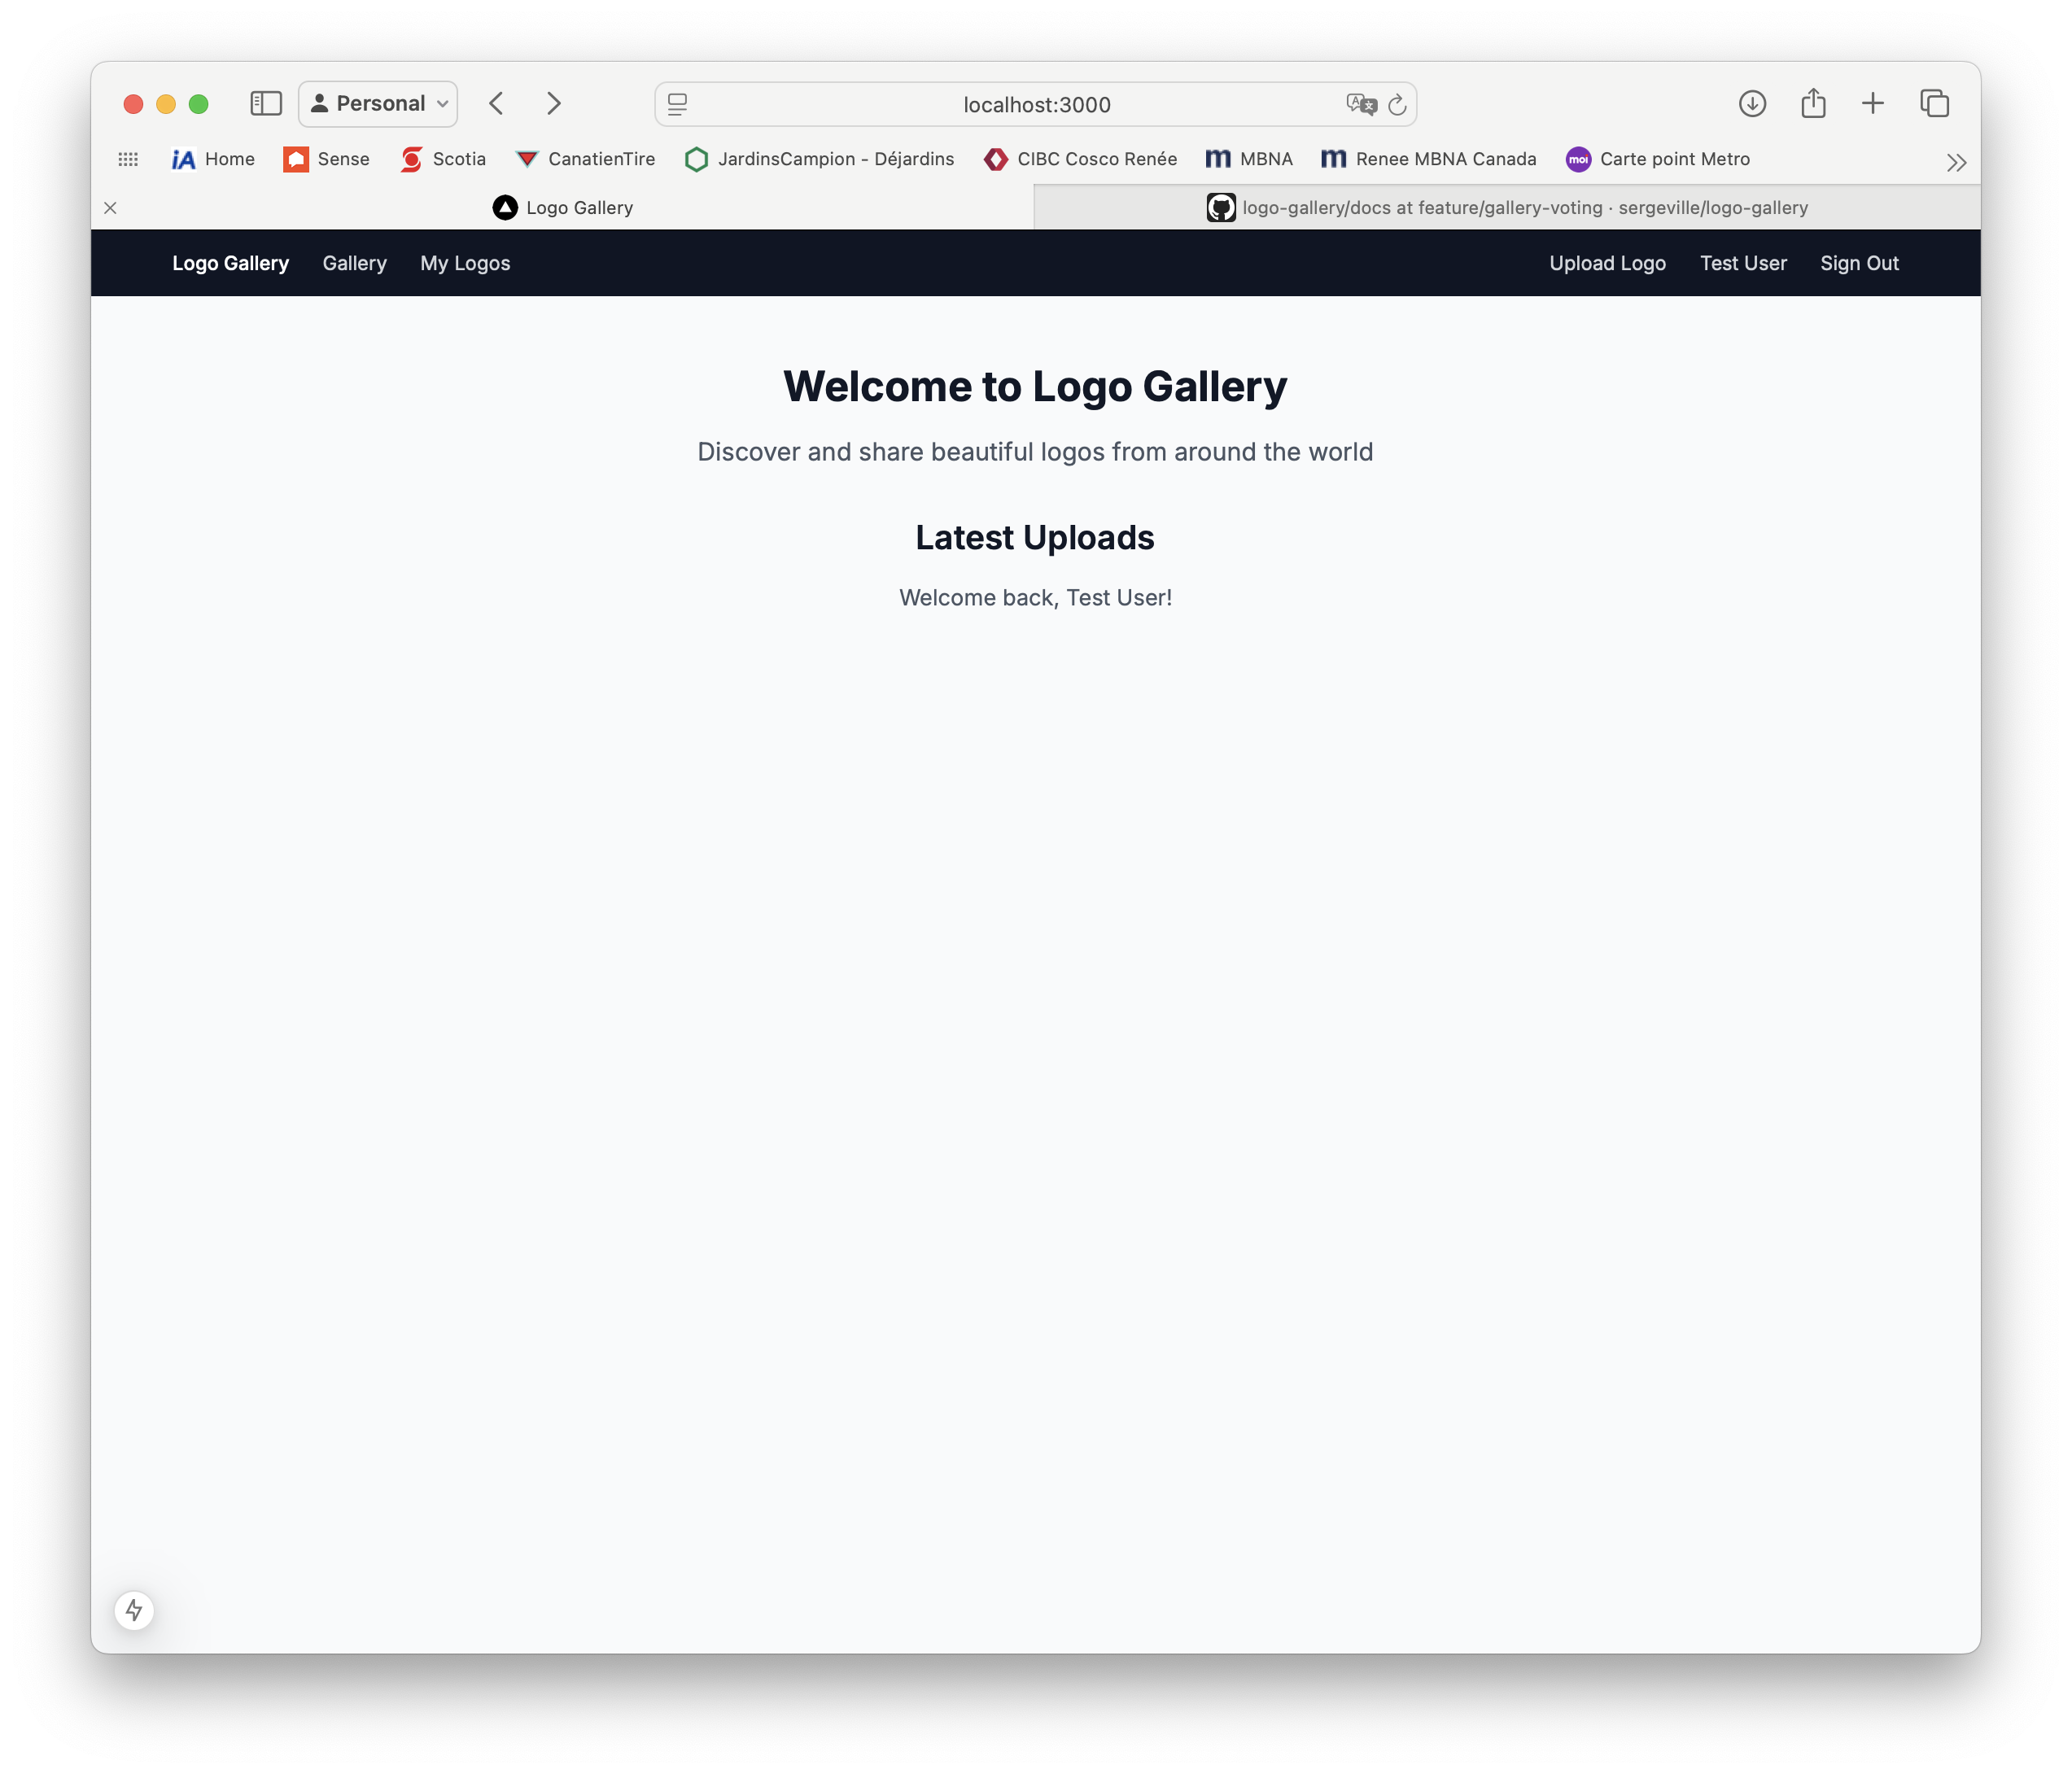 Personal
localhost:3000
iA Home Sense Scotia CanatienTire JardinsCampion - Déjardins CIBC Cosco Renée m MBNA m Renee MBNA Canada moi Carte point Metro
Logo Gallery logo-gallery/docs at feature/gallery-voting · sergeville/logo-gallery
Logo Gallery Gallery My Logos Upload Logo Test User Sign Out
Welcome to Logo Gallery
Discover and share beautiful logos from around the world
Latest Uploads
Welcome back, Test User!